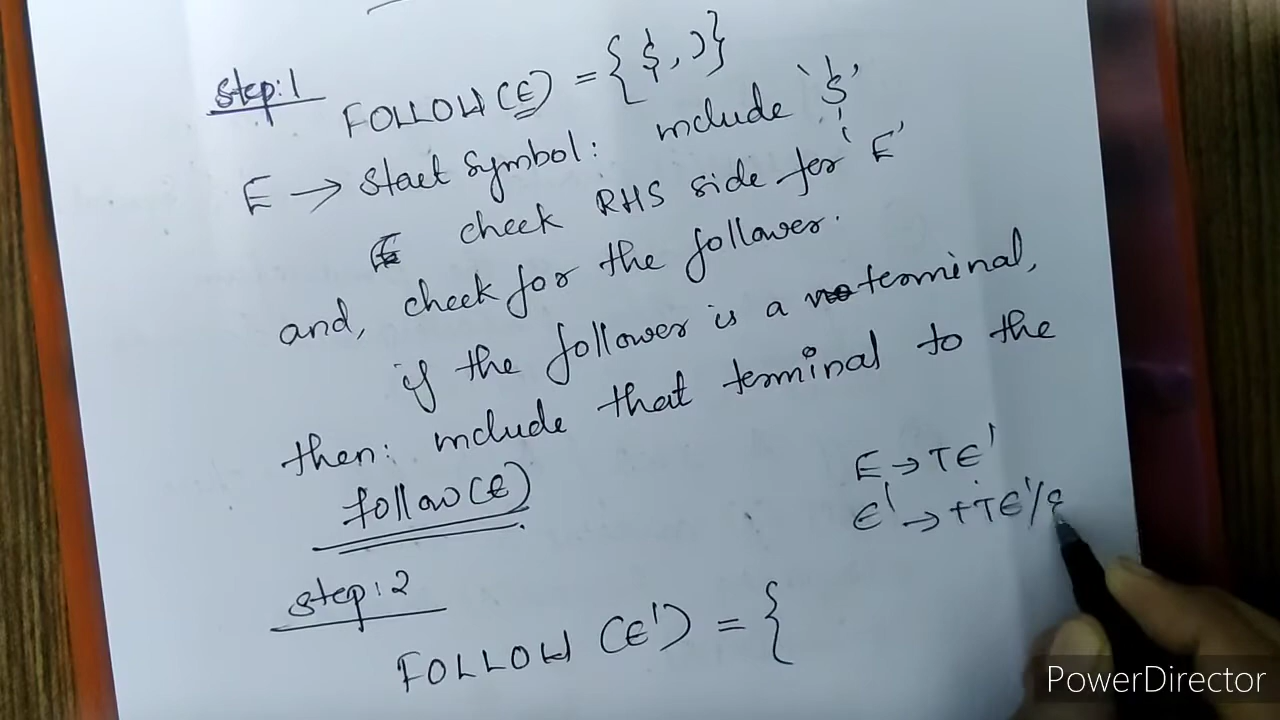 Step:1
FOLLOW(E) = { $, ) }
E → Start Symbol: include '$'
check RHS side for 'E'
and, check for the follower.
if the follower is a terminal,
then: include that terminal to the
follow(E)
E → TE'
E' → +TE'/ε
Step:2
FOLLOW (E') = {
PowerDirector